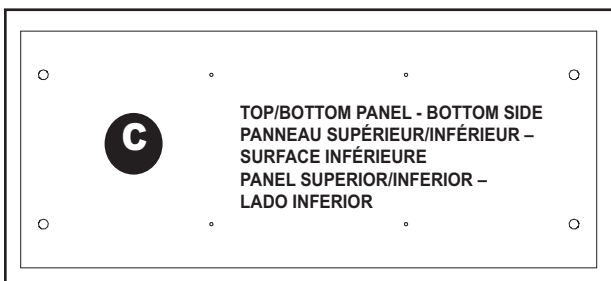 C
TOP/BOTTOM PANEL - BOTTOM SIDE
PANNEAU SUPÉRIEUR/INFÉRIEUR –
SURFACE INFÉRIEURE
PANEL SUPERIOR/INFERIOR –
LADO INFERIOR